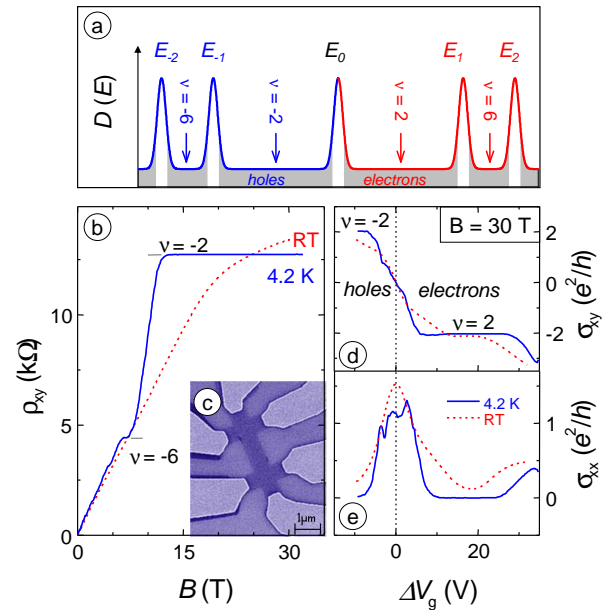 a
E-2 E-1 E0 E1 E2
D (E)
ν = -6
ν = -2
ν = 2
ν = 6
holes electrons
b
ν = -2
RT
4.2 K
ν = -6
12.5
10
5
0
ρxy (kΩ)
0 15 30
B (T)
c
1μm
ν = -2
B = 30 T
holes electrons
ν = 2
d
2
0
-2
σxy (e²/h)
4.2 K
RT
e
1
0
σxx (e²/h)
0 20
ΔVg (V)